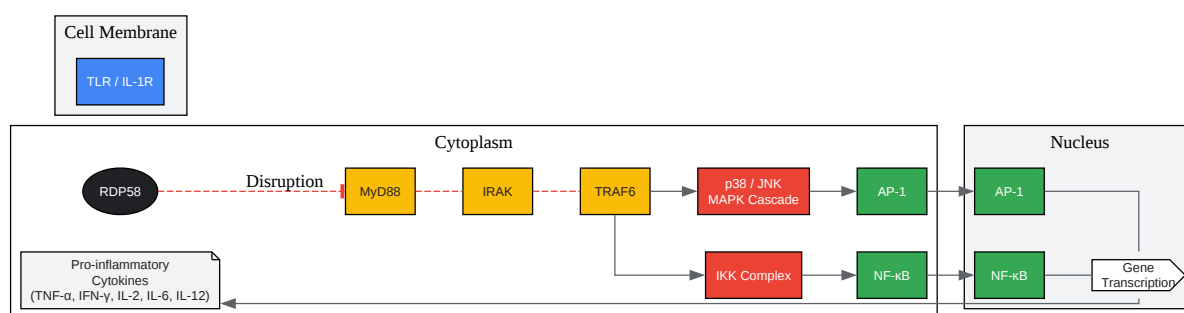 Cell Membrane
TLR / IL-1R
Cytoplasm
Nucleus
RDP58
Disruption
MyD88
IRAK
TRAF6
p38 / JNK
MAPK Cascade
AP-1
AP-1
Pro-inflammatory
Cytokines
(TNF-α, IFN-γ, IL-2, IL-6, IL-12)
IKK Complex
NF-κB
NF-κB
Gene
Transcription